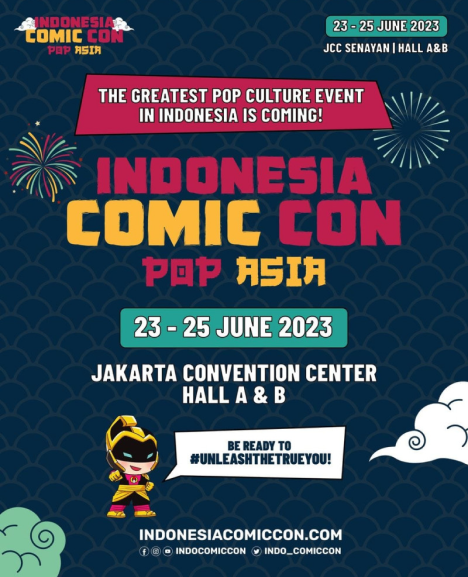 INDONESIA
COMIC CON
POP ASIA
23 - 25 JUNE 2023
JCC SENAYAN | HALL A&B
THE GREATEST POP CULTURE EVENT
IN INDONESIA IS COMING!
INDONESIA
COMIC CON
POP ASIA
23 - 25 JUNE 2023
JAKARTA CONVENTION CENTER
HALL A & B
BE READY TO
#UNLEASHTHETRUEYOU!
INDONESIACOMICCON.COM
INDOCOMICCON INDO_COMICCON